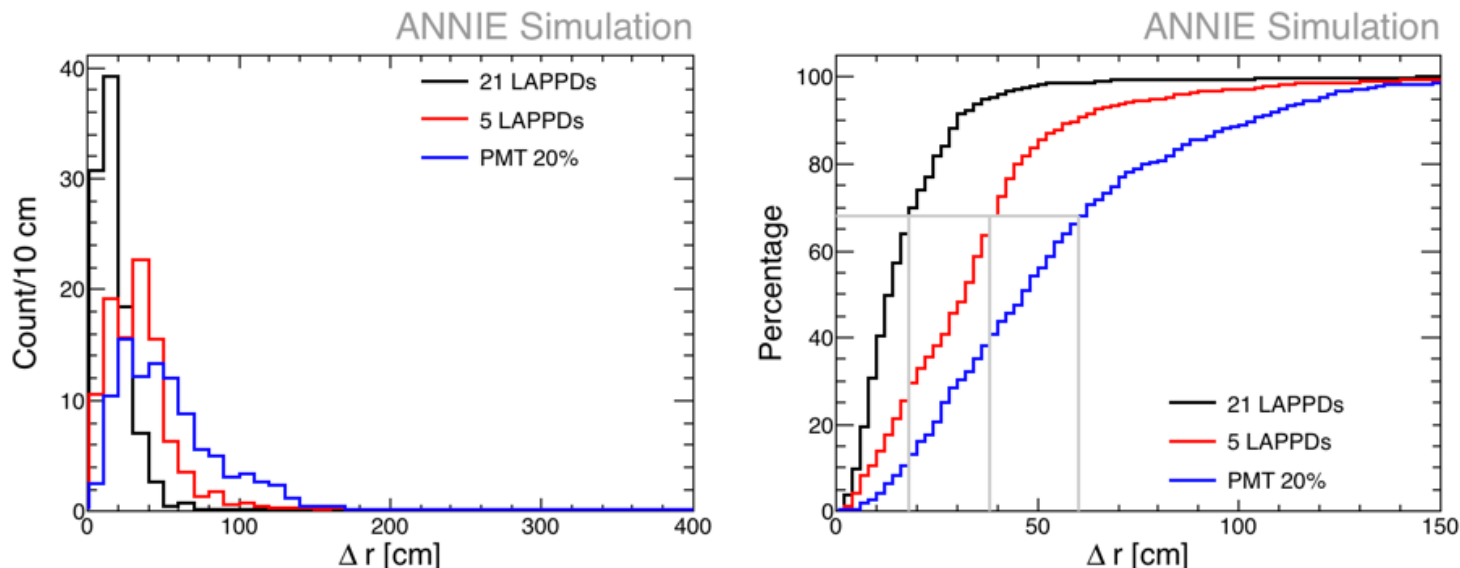 ANNIE Simulation
40
30
20
10
0
Count/10 cm
21 LAPPDs
5 LAPPDs
PMT 20%
0
100
200
300
400
Δ r [cm]
ANNIE Simulation
100
80
60
40
20
0
Percentage
21 LAPPDs
5 LAPPDs
PMT 20%
0
50
100
150
Δ r [cm]